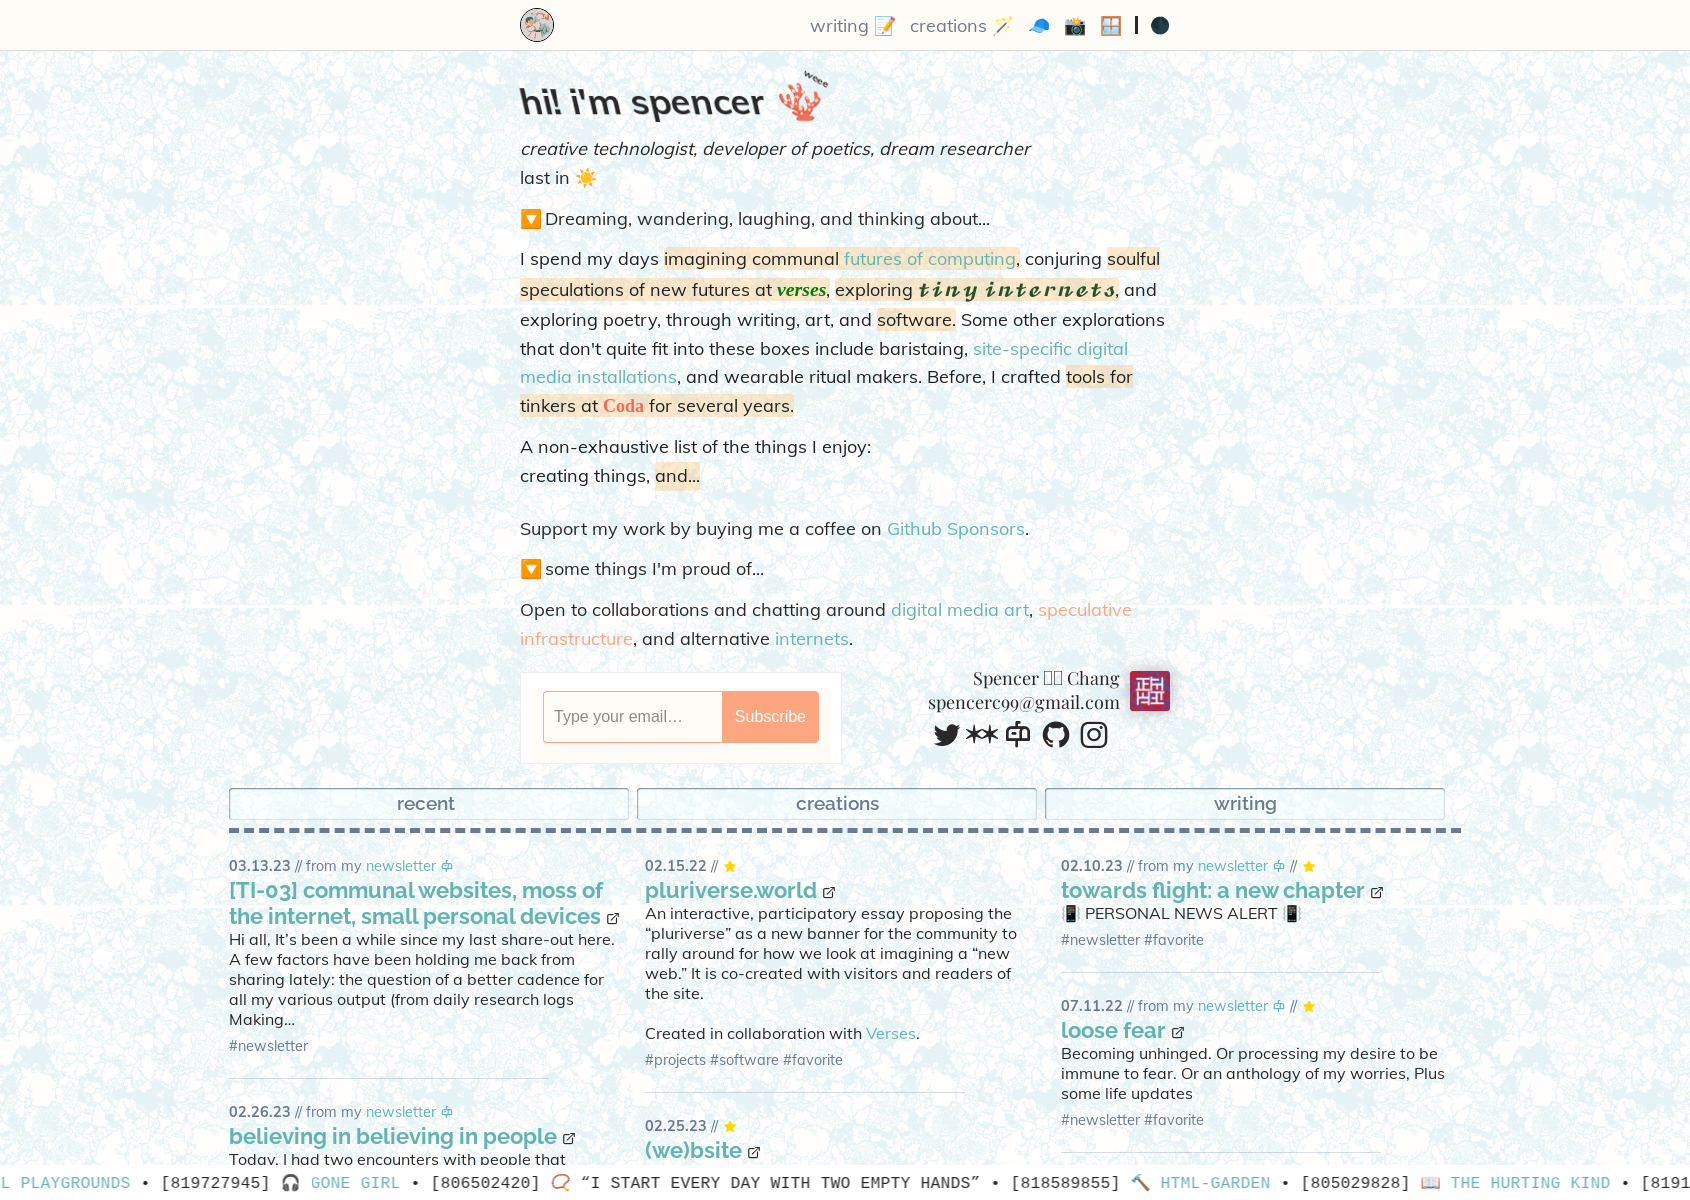 writing 📝 creations 🪄 🧢 📸 🪟 | 🌑
hi! i'm spencer
weee
creative technologist, developer of poetics, dream researcher
last in ☀️
🔽 Dreaming, wandering, laughing, and thinking about...
I spend my days imagining communal futures of computing, conjuring soulful
speculations of new futures at verses, exploring tiny internets, and
exploring poetry, through writing, art, and software. Some other explorations
that don't quite fit into these boxes include baristaing, site-specific digital
media installations, and wearable ritual makers. Before, I crafted tools for
tinkers at Coda for several years.
A non-exhaustive list of the things I enjoy:
creating things, and...
Support my work by buying me a coffee on Github Sponsors.
🔽 some things I'm proud of...
Open to collaborations and chatting around digital media art, speculative
infrastructure, and alternative internets.
Type your email…
Subscribe
Spencer Chang
spencerc99@gmail.com
recent
creations
writing
03.13.23 // from my newsletter
[TI-03] communal websites, moss of
the internet, small personal devices
Hi all, It’s been a while since my last share-out here.
A few factors have been holding me back from
sharing lately: the question of a better cadence for
all my various output (from daily research logs
Making...
#newsletter
02.26.23 // from my newsletter
believing in believing in people
Today, I had two encounters with people that
02.15.22 // ★
pluriverse.world
An interactive, participatory essay proposing the
“pluriverse” as a new banner for the community to
rally around for how we look at imagining a “new
web.” It is co-created with visitors and readers of
the site.
Created in collaboration with Verses.
#projects #software #favorite
02.25.23 // ★
(we)bsite
02.10.23 // from my newsletter // ★
towards flight: a new chapter
📳 PERSONAL NEWS ALERT 📳
#newsletter #favorite
07.11.22 // from my newsletter // ★
loose fear
Becoming unhinged. Or processing my desire to be
immune to fear. Or an anthology of my worries, Plus
some life updates
#newsletter #favorite
L PLAYGROUNDS • [819727945] 🎧 GONE GIRL • [806502420] 📿 “I START EVERY DAY WITH TWO EMPTY HANDS” • [818589855] 🔨 HTML-GARDEN • [805029828] 📖 THE HURTING KIND • [8191